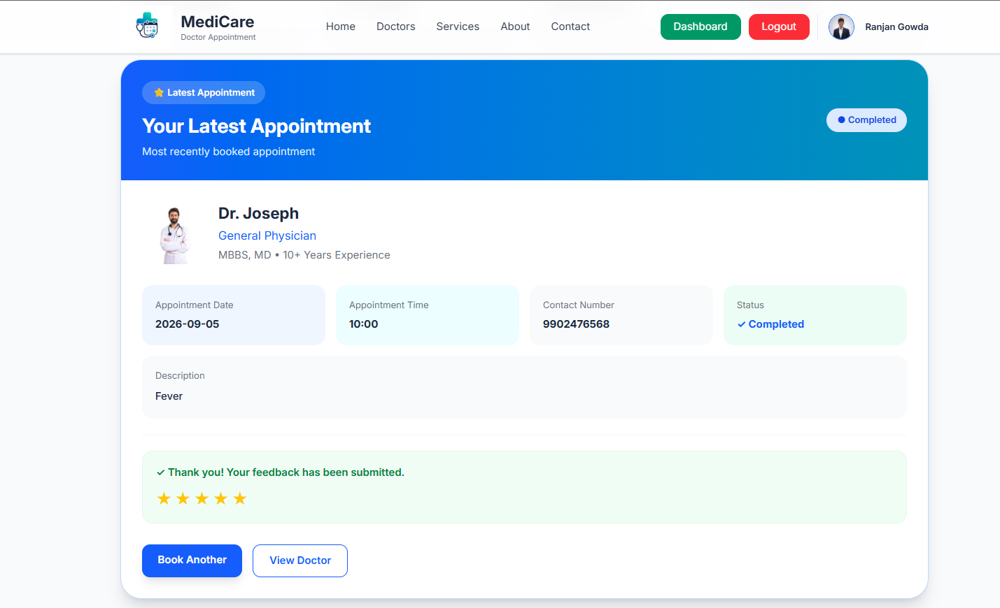 MediCare
Doctor Appointment
Home Doctors Services About Contact
Dashboard Logout Ranjan Gowda
Latest Appointment
Your Latest Appointment
Most recently booked appointment
Completed
Dr. Joseph
General Physician
MBBS, MD • 10+ Years Experience
Appointment Date
2026-09-05
Appointment Time
10:00
Contact Number
9902476568
Status
✓ Completed
Description
Fever
✓ Thank you! Your feedback has been submitted.
★ ★ ★ ★ ★
Book Another View Doctor